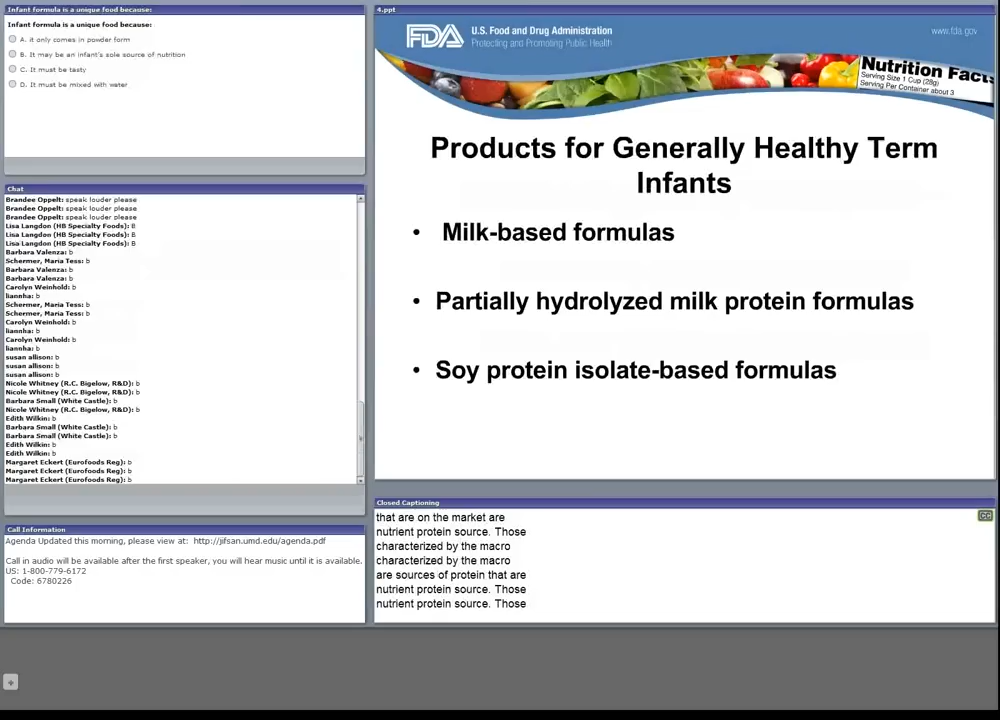 Infant formula is a unique food because:
Infant formula is a unique food because:
A. it only comes in powder form
B. It may be an infant's sole source of nutrition
C. It must be tasty
D. It must be mixed with water
Chat
Brandee Oppelt: speak louder please
Brandee Oppelt: speak louder please
Brandee Oppelt: speak louder please
Lisa Langdon (HB Specialty Foods): B
Lisa Langdon (HB Specialty Foods): B
Lisa Langdon (HB Specialty Foods): B
Barbara Valenza: b
Schermer, Maria Tess: b
Barbara Valenza: b
Barbara Valenza: b
Carolyn Weinhold: b
liannha: b
Schermer, Maria Tess: b
Schermer, Maria Tess: b
Carolyn Weinhold: b
liannha: b
Carolyn Weinhold: b
liannha: b
susan allison: b
susan allison: b
susan allison: b
Nicole Whitney (R.C. Bigelow, R&D): b
Nicole Whitney (R.C. Bigelow, R&D): b
Barbara Small (White Castle): b
Nicole Whitney (R.C. Bigelow, R&D): b
Edith Wilkin: b
Barbara Small (White Castle): b
Barbara Small (White Castle): b
Edith Wilkin: b
Edith Wilkin: b
Margaret Eckert (Eurofoods Reg): b
Margaret Eckert (Eurofoods Reg): b
Margaret Eckert (Eurofoods Reg): b
Call Information
Agenda Updated this morning, please view at: http://jifsan.umd.edu/agenda.pdf
Call in audio will be available after the first speaker, you will hear music until it is available.
US: 1-800-779-6172
Code: 6780226
4.ppt
FDA U.S. Food and Drug Administration
Protecting and Promoting Public Health
www.fda.gov
Nutrition Facts
Serving Size 1 Cup (28g)
Serving Per Container about 3
Products for Generally Healthy Term
Infants
• Milk-based formulas
• Partially hydrolyzed milk protein formulas
• Soy protein isolate-based formulas
Closed Captioning
CC
that are on the market are
nutrient protein source. Those
characterized by the macro
characterized by the macro
are sources of protein that are
nutrient protein source. Those
nutrient protein source. Those